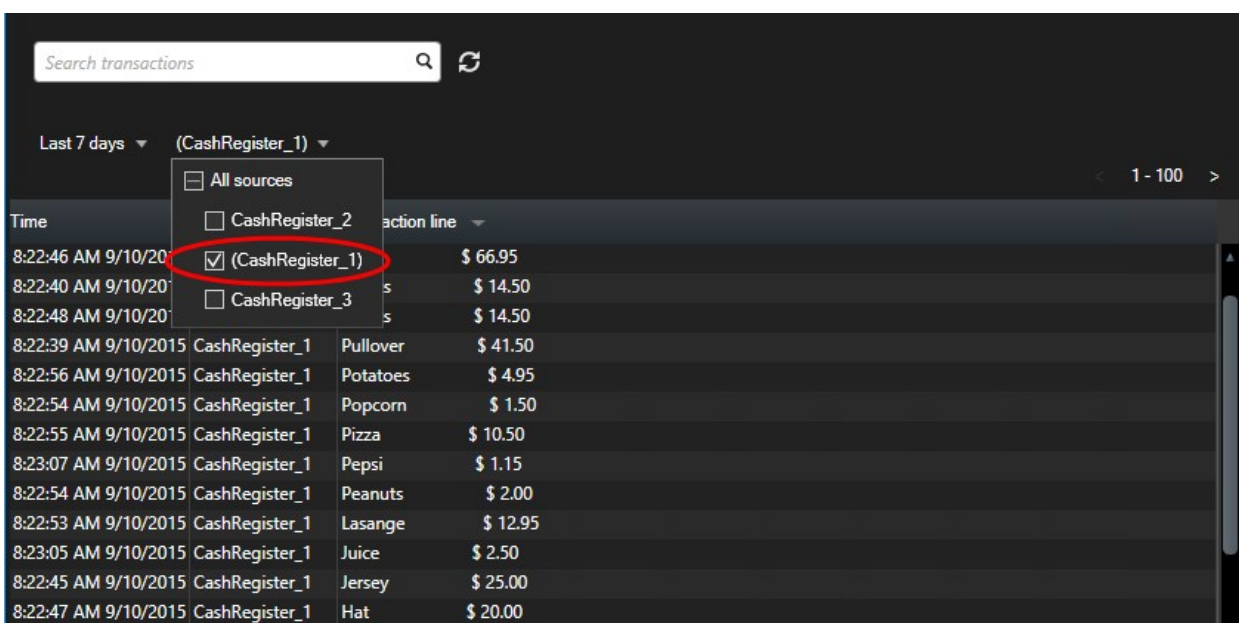 Search transactions
Last 7 days (CashRegister_1)
All sources
1 - 100 >
CashRegister_2
Time action line
(CashRegister_1)
8:22:46 AM 9/10/20 $ 66.95
8:22:40 AM 9/10/20 s $ 14.50
CashRegister_3
8:22:48 AM 9/10/20 s $ 14.50
8:22:39 AM 9/10/2015 CashRegister_1 Pullover $ 41.50
8:22:56 AM 9/10/2015 CashRegister_1 Potatoes $ 4.95
8:22:54 AM 9/10/2015 CashRegister_1 Popcorn $ 1.50
8:22:55 AM 9/10/2015 CashRegister_1 Pizza $ 10.50
8:23:07 AM 9/10/2015 CashRegister_1 Pepsi $ 1.15
8:22:54 AM 9/10/2015 CashRegister_1 Peanuts $ 2.00
8:22:53 AM 9/10/2015 CashRegister_1 Lasange $ 12.95
8:23:05 AM 9/10/2015 CashRegister_1 Juice $ 2.50
8:22:45 AM 9/10/2015 CashRegister_1 Jersey $ 25.00
8:22:47 AM 9/10/2015 CashRegister_1 Hat $ 20.00